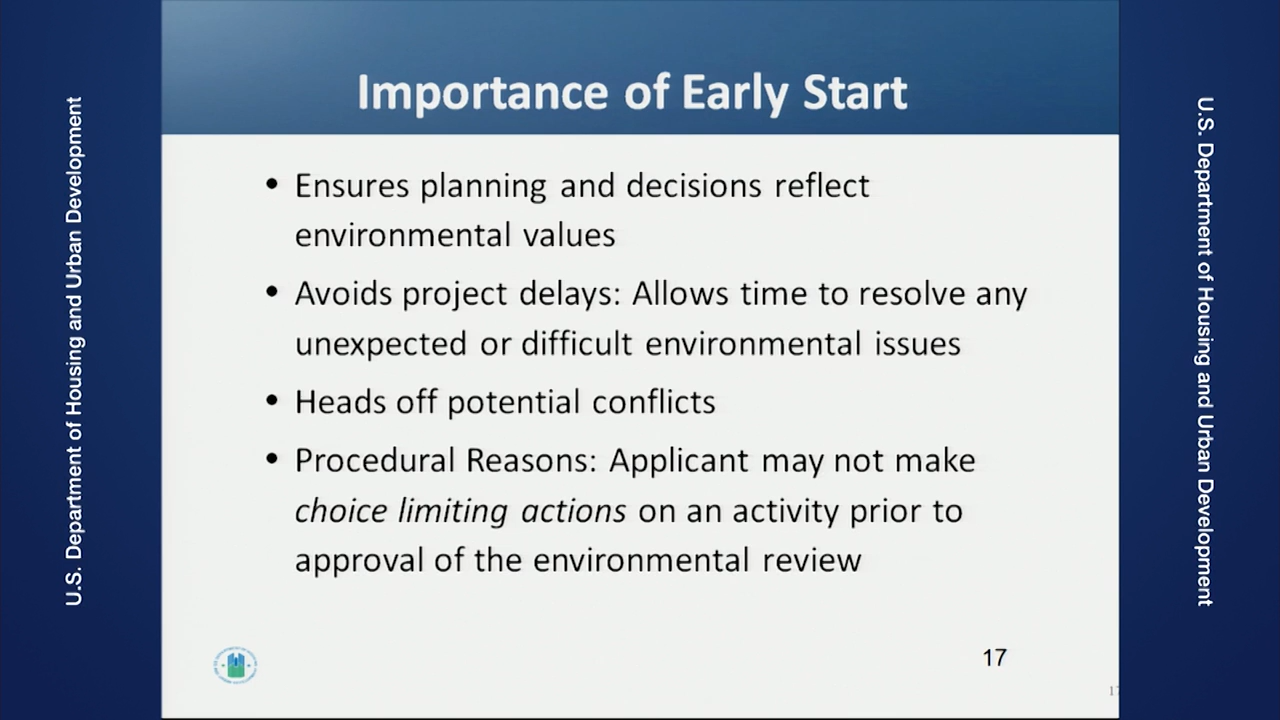 U.S. Department of Housing and Urban Development
Importance of Early Start
• Ensures planning and decisions reflect
environmental values
• Avoids project delays: Allows time to resolve any
unexpected or difficult environmental issues
• Heads off potential conflicts
• Procedural Reasons: Applicant may not make
choice limiting actions on an activity prior to
approval of the environmental review
17
U.S. Department of Housing and Urban Development